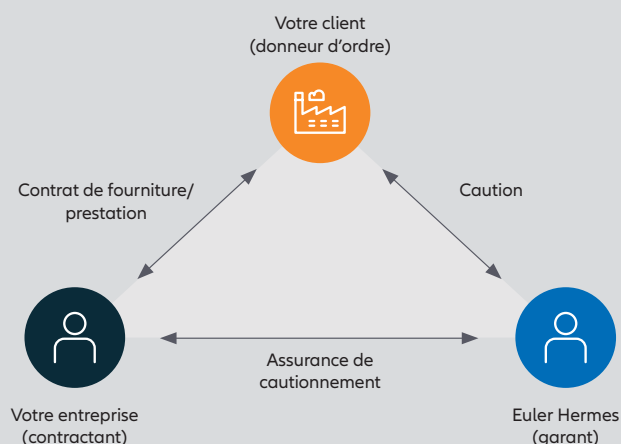 Votre client
(donneur d’ordre)
Contrat de fourniture/
prestation
Caution
Assurance de
cautionnement
Votre entreprise
(contractant)
Euler Hermes
(garant)